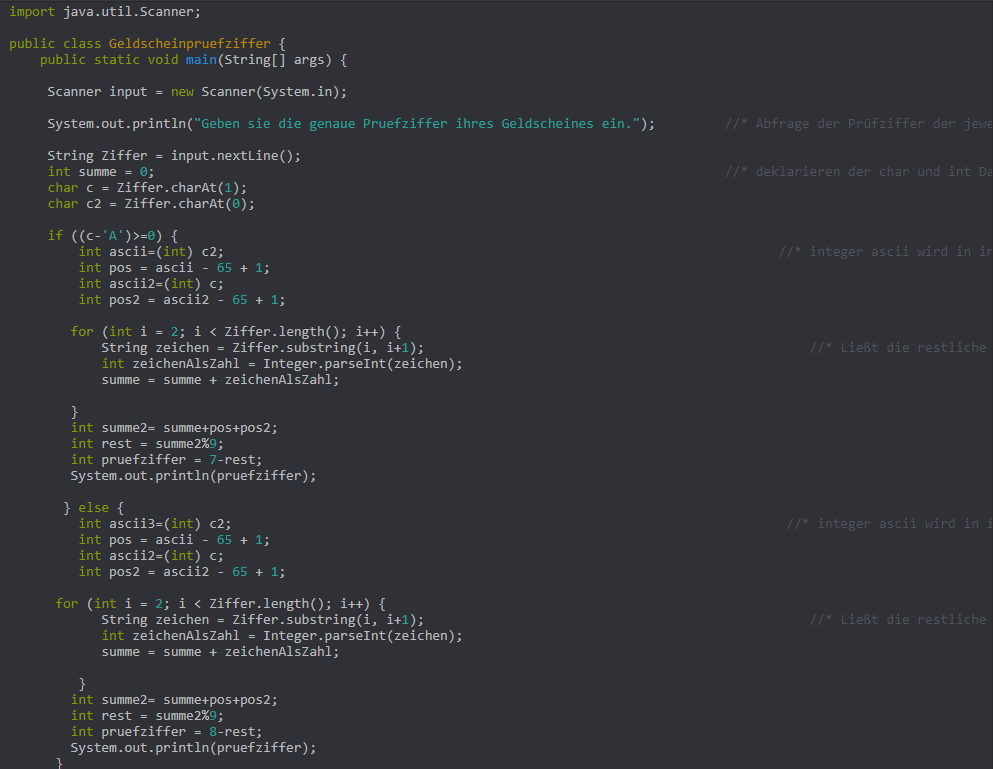 import java.util.Scanner;
public class Geldscheinpruefziffer {
public static void main(String[] args) {
Scanner input = new Scanner(System.in);
System.out.println("Geben sie die genaue Pruefziffer ihres Geldscheines ein."); //* Abfrage der Prüfziffer der jewe
String Ziffer = input.nextLine();
int summe = 0; //* deklarieren der char und int Da
char c = Ziffer.charAt(1);
char c2 = Ziffer.charAt(0);
if ((c-'A')>=0) {
int ascii=(int) c2; //* integer ascii wird in in
int pos = ascii - 65 + 1;
int ascii2=(int) c;
int pos2 = ascii2 - 65 + 1;
for (int i = 2; i < Ziffer.length(); i++) {
String zeichen = Ziffer.substring(i, i+1); //* Ließt die restliche
int zeichenAlsZahl = Integer.parseInt(zeichen);
summe = summe + zeichenAlsZahl;
}
int summe2= summe+pos+pos2;
int rest = summe2%9;
int pruefziffer = 7-rest;
System.out.println(pruefziffer);
} else {
int ascii3=(int) c2; //* integer ascii wird in i
int pos = ascii - 65 + 1;
int ascii2=(int) c;
int pos2 = ascii2 - 65 + 1;
for (int i = 2; i < Ziffer.length(); i++) {
String zeichen = Ziffer.substring(i, i+1); //* Ließt die restliche
int zeichenAlsZahl = Integer.parseInt(zeichen);
summe = summe + zeichenAlsZahl;
}
int summe2= summe+pos+pos2;
int rest = summe2%9;
int pruefziffer = 8-rest;
System.out.println(pruefziffer);
}